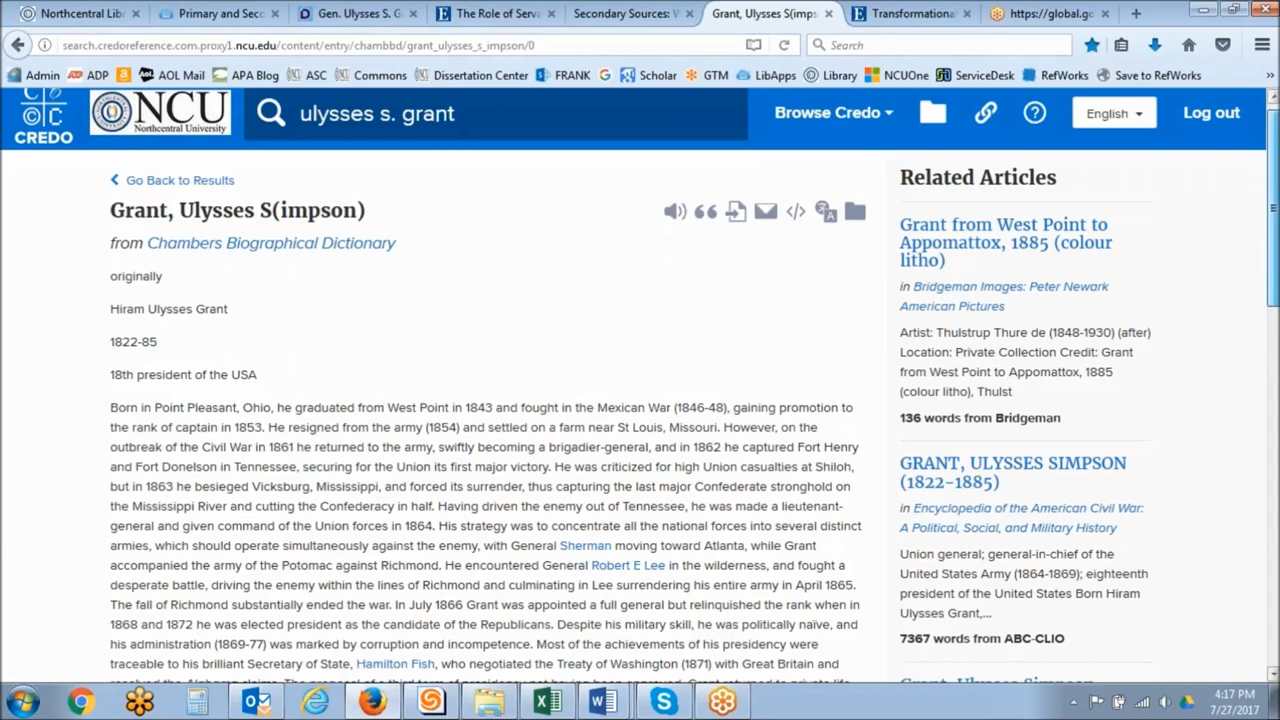 Northcentral Libr
Primary and Seco
Gen. Ulysses S. G
The Role of Serva
Secondary Sources: V
Grant, Ulysses S(imps
Transformational
https://global.go
search.credoreference.com.proxy1.ncu.edu/content/entry/chambbd/grant_ulysses_s_impson/0
Search
Admin
ADP
AOL Mail
APA Blog
ASC
Commons
Dissertation Center
FRANK
Scholar
GTM
LibApps
Library
NCUOne
ServiceDesk
RefWorks
Save to RefWorks
CREDO
NCU
Northcentral University
ulysses s. grant
Browse Credo
English
Log out
Go Back to Results
Grant, Ulysses S(impson)
from Chambers Biographical Dictionary
originally
Hiram Ulysses Grant
1822-85
18th president of the USA
Born in Point Pleasant, Ohio, he graduated from West Point in 1843 and fought in the Mexican War (1846-48), gaining promotion to
the rank of captain in 1853. He resigned from the army (1854) and settled on a farm near St Louis, Missouri. However, on the
outbreak of the Civil War in 1861 he returned to the army, swiftly becoming a brigadier-general, and in 1862 he captured Fort Henry
and Fort Donelson in Tennessee, securing for the Union its first major victory. He was criticized for high Union casualties at Shiloh,
but in 1863 he besieged Vicksburg, Mississippi, and forced its surrender, thus capturing the last major Confederate stronghold on
the Mississippi River and cutting the Confederacy in half. Having driven the enemy out of Tennessee, he was made a lieutenant-
general and given command of the Union forces in 1864. His strategy was to concentrate all the national forces into several distinct
armies, which should operate simultaneously against the enemy, with General Sherman moving toward Atlanta, while Grant
accompanied the army of the Potomac against Richmond. He encountered General Robert E Lee in the wilderness, and fought a
desperate battle, driving the enemy within the lines of Richmond and culminating in Lee surrendering his entire army in April 1865.
The fall of Richmond substantially ended the war. In July 1866 Grant was appointed a full general but relinquished the rank when in
1868 and 1872 he was elected president as the candidate of the Republicans. Despite his military skill, he was politically naïve, and
his administration (1869-77) was marked by corruption and incompetence. Most of the achievements of his presidency were
traceable to his brilliant Secretary of State, Hamilton Fish, who negotiated the Treaty of Washington (1871) with Great Britain and
Related Articles
Grant from West Point to
Appomattox, 1885 (colour
litho)
in Bridgeman Images: Peter Newark
American Pictures
Artist: Thulstrup Thure de (1848-1930) (after)
Location: Private Collection Credit: Grant
from West Point to Appomattox, 1885
(colour litho), Thulst
136 words from Bridgeman
GRANT, ULYSSES SIMPSON
(1822-1885)
in Encyclopedia of the American Civil War:
A Political, Social, and Military History
Union general; general-in-chief of the
United States Army (1864-1869); eighteenth
president of the United States Born Hiram
Ulysses Grant,...
7367 words from ABC-CLIO
4:17 PM
7/27/2017